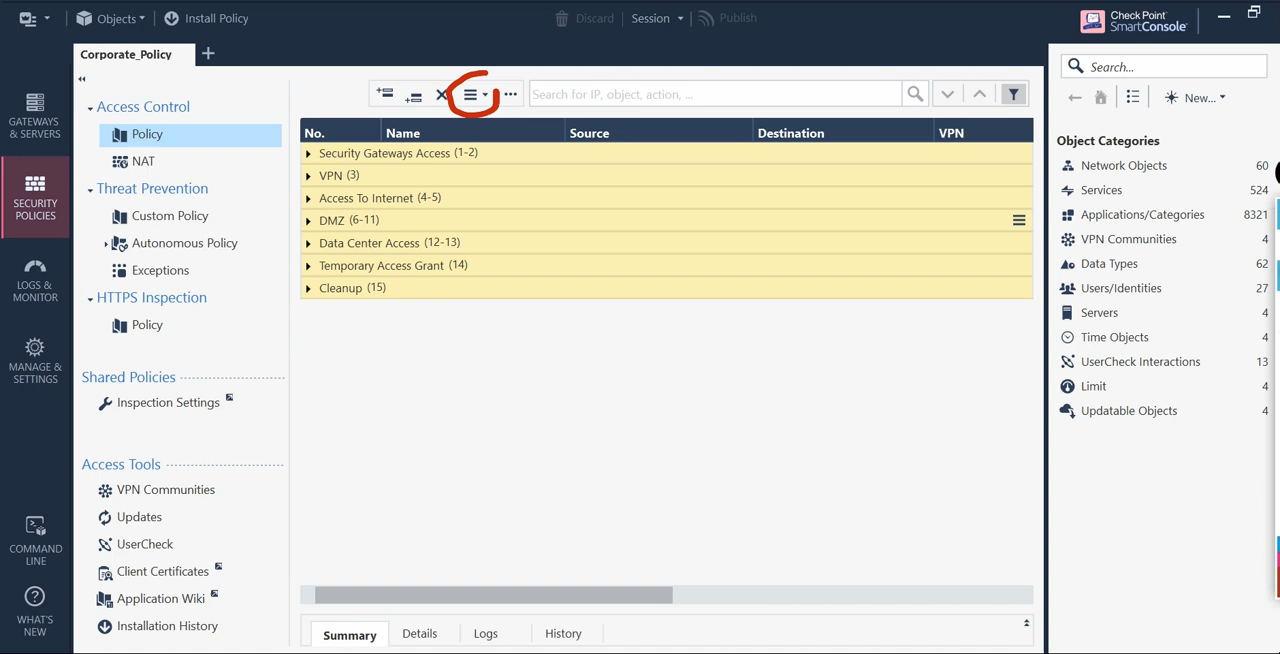 Objects
Install Policy
Discard
Session
Publish
Check Point
SmartConsole
Corporate_Policy
GATEWAYS
& SERVERS
SECURITY
POLICIES
LOGS &
MONITOR
MANAGE &
SETTINGS
COMMAND
LINE
WHAT'S
NEW
Access Control
Policy
NAT
Threat Prevention
Custom Policy
Autonomous Policy
Exceptions
HTTPS Inspection
Policy
Shared Policies
Inspection Settings
Access Tools
VPN Communities
Updates
UserCheck
Client Certificates
Application Wiki
Installation History
Search for IP, object, action, ...
No. Name Source Destination VPN
Security Gateways Access (1-2)
VPN (3)
Access To Internet (4-5)
DMZ (6-11)
Data Center Access (12-13)
Temporary Access Grant (14)
Cleanup (15)
Summary Details Logs History
Search...
New...
Object Categories
Network Objects 60
Services 524
Applications/Categories 8321
VPN Communities 4
Data Types 62
Users/Identities 27
Servers 4
Time Objects 4
UserCheck Interactions 13
Limit 4
Updatable Objects 4